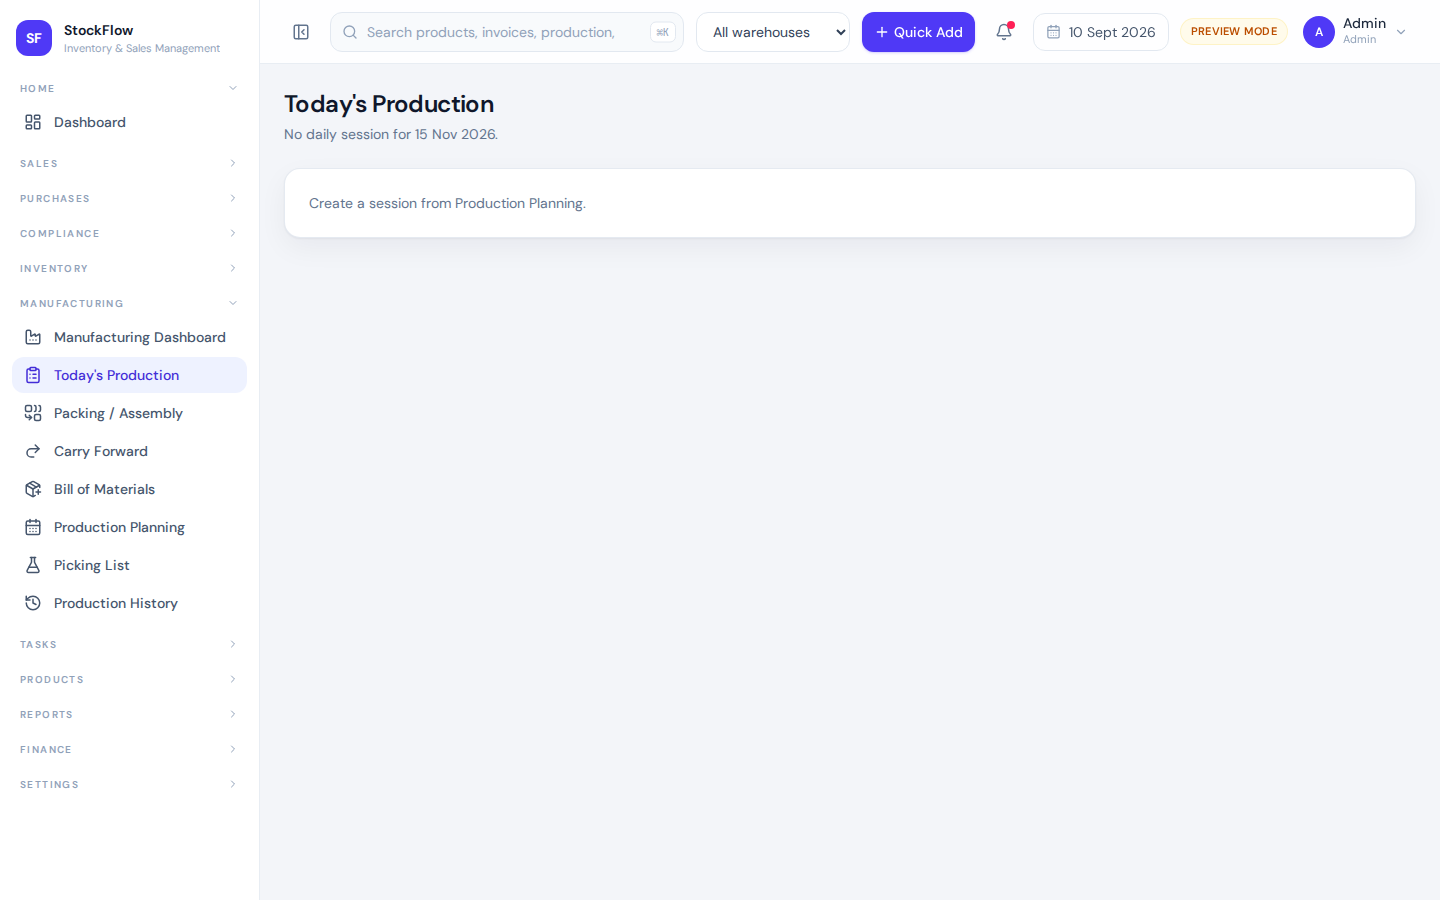 SF
StockFlow
Inventory & Sales Management
HOME
Dashboard
SALES
PURCHASES
COMPLIANCE
INVENTORY
MANUFACTURING
Manufacturing Dashboard
Today's Production
Packing / Assembly
Carry Forward
Bill of Materials
Production Planning
Picking List
Production History
TASKS
PRODUCTS
REPORTS
FINANCE
SETTINGS
Search products, invoices, production,
⌘K
All warehouses
+ Quick Add
10 Sept 2026
PREVIEW MODE
A
Admin
Admin
Today's Production
No daily session for 15 Nov 2026.
Create a session from Production Planning.